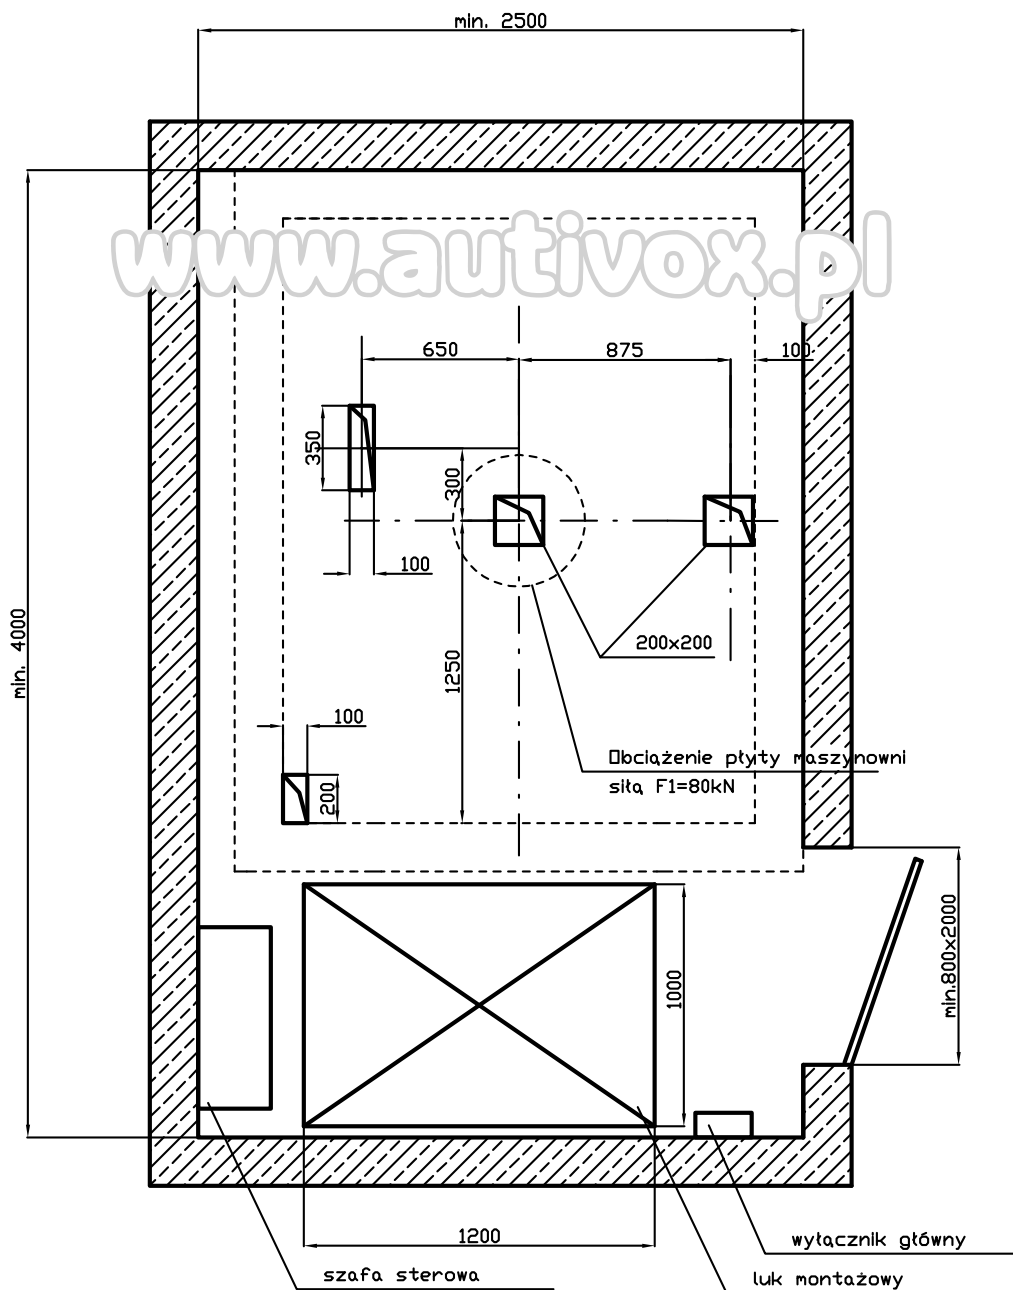 min. 2500
www.autivox.pl
650
875
100
350
300
100
min. 4000
200x200
1250
100
Obciążenie płyty maszynowni
siłą F1=80kN
200
min.800x2000
1000
1200
wyłącznik główny
szafa sterowa
luk montażowy